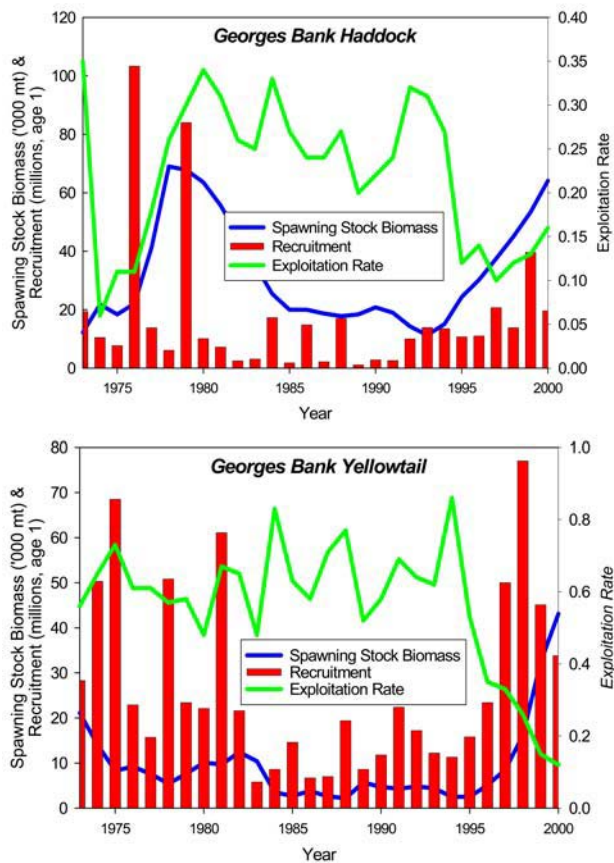 Georges Bank Haddock
120
100
80
60
40
20
0
0.40
0.35
0.30
0.25
0.20
0.15
0.10
0.05
0.00
Spawning Stock Biomass ('000 mt) &
Recruitment (millions, age 1)
Exploitation Rate
Spawning Stock Biomass
Recruitment
Exploitation Rate
1975 1980 1985 1990 1995 2000
Year
Georges Bank Yellowtail
80
70
60
50
40
30
20
10
0
1.0
0.8
0.6
0.4
0.2
0.0
Spawning Stock Biomass ('000 mt) &
Recruitment (millions, age 1)
Exploitation Rate
Spawning Stock Biomass
Recruitment
Exploitation Rate
1975 1980 1985 1990 1995 2000
Year